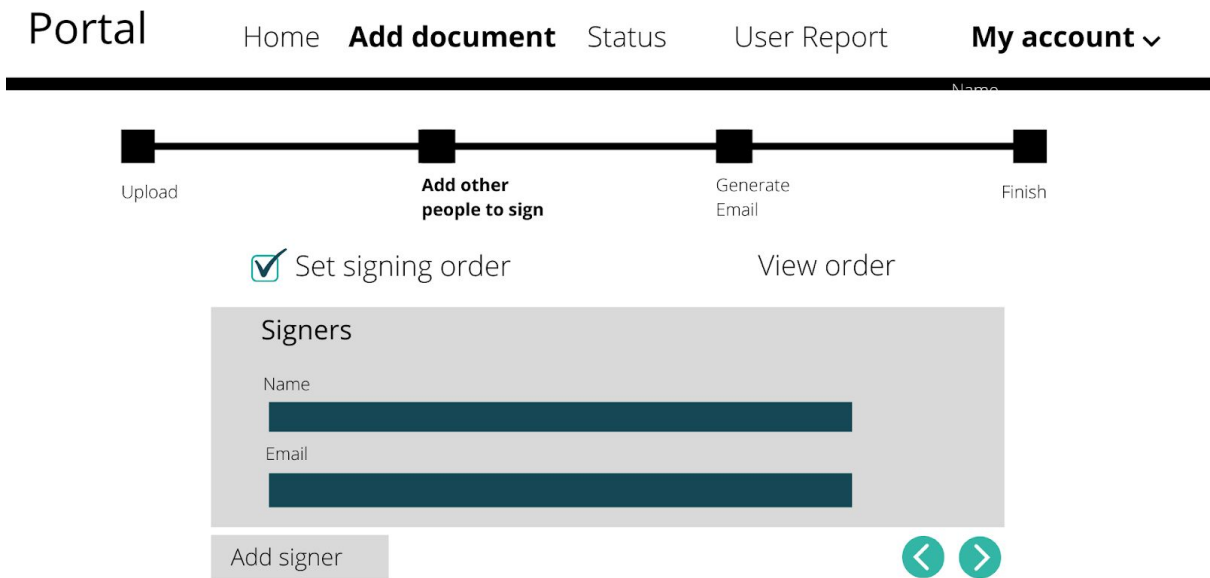 Portal
Home Add document Status User Report My account
Name
Upload
Add other
people to sign
Generate
Email
Finish
Set signing order
View order
Signers
Name
Email
Add signer